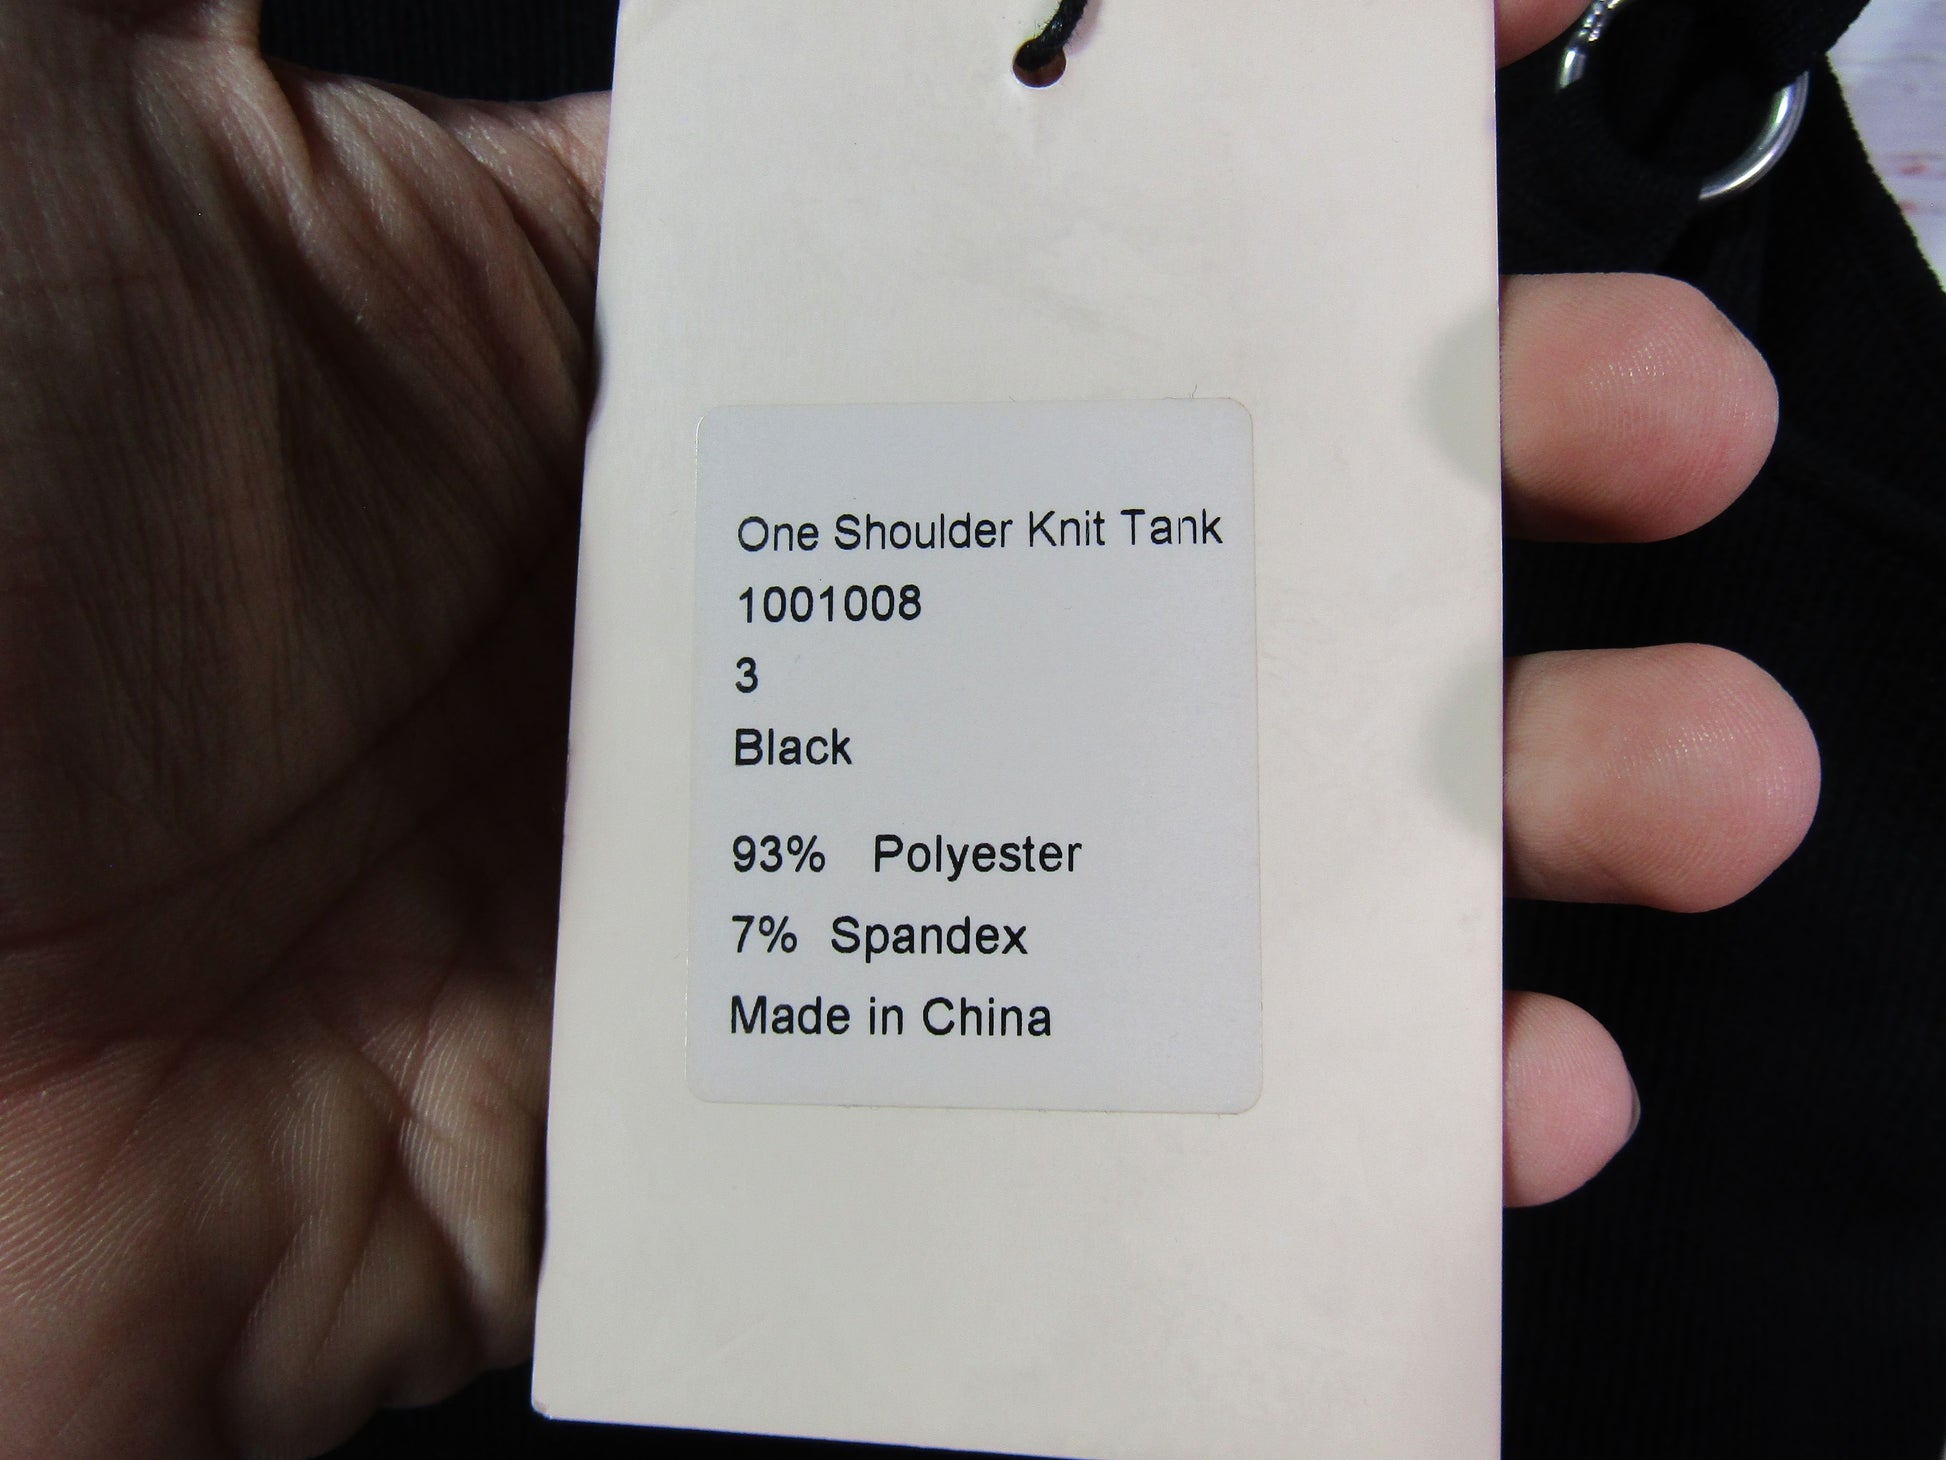 One Shoulder Knit Tank
1001008
3
Black
93% Polyester
7% Spandex
Made in China